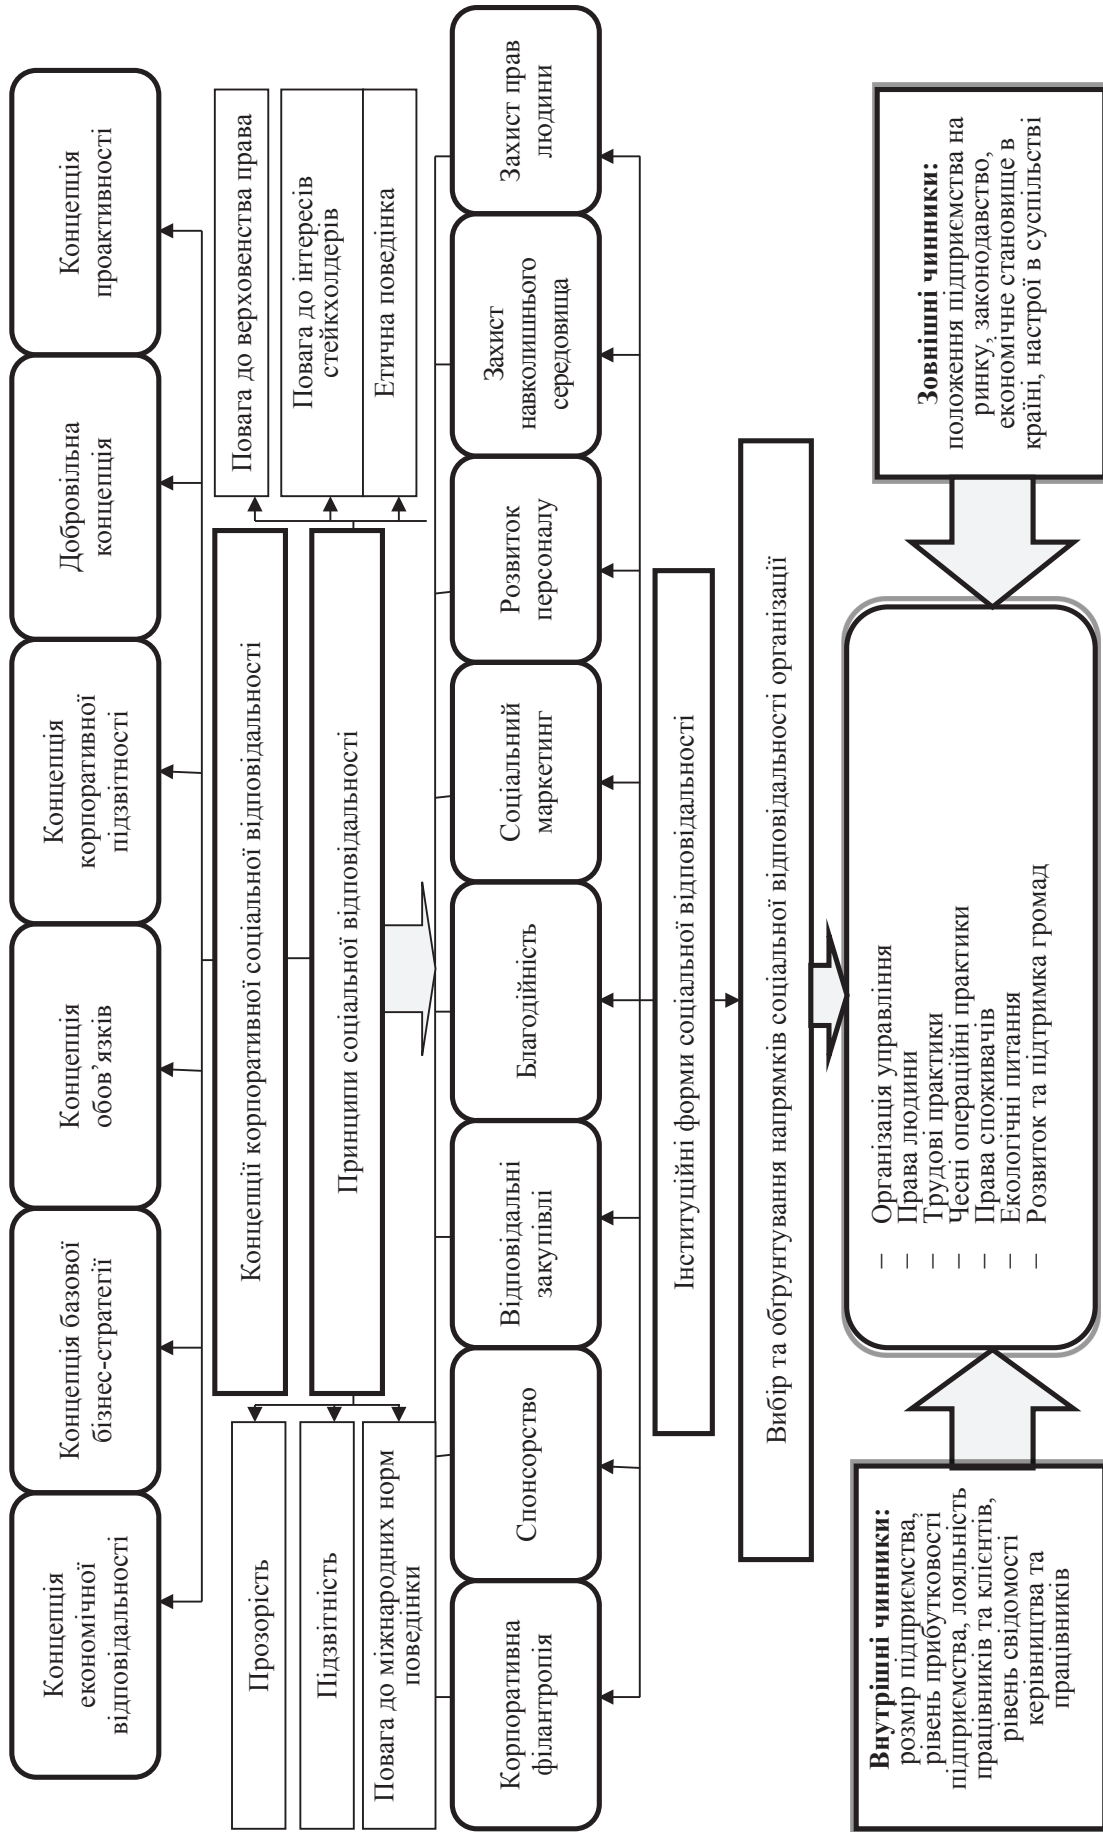 Концепція
економічної
відповідальності
Концепція базової
бізнес-стратегії
Концепція
обов’язків
Концепція
корпоративної
підзвітності
Добровільна
концепція
Концепція
проактивності
Концепції корпоративної соціальної відповідальності
Принципи соціальної відповідальності
Прозорість
Підзвітність
Повага до міжнародних норм
поведінки
Повага до верховенства права
Повага до інтересів
стейкхолдерів
Етична поведінка
Корпоративна
філантропія
Спонсорство
Відповідальні
закупівлі
Благодійність
Соціальний
маркетинг
Розвиток
персоналу
Захист
навколишнього
середовища
Захист прав
людини
Інституційні форми соціальної відповідальності
Вибір та обґрунтування напрямків соціальної відповідальності організації
Внутрішні чинники:
розмір підприємства,
рівень прибутковості
підприємства, лояльність
працівників та клієнтів,
рівень свідомості
керівництва та
працівників
– Організація управління
– Права людини
– Трудові практики
– Чесні операційні практики
– Права споживачів
– Екологічні питання
– Розвиток та підтримка громад
Зовнішні чинники:
положення підприємства на
ринку, законодавство,
економічне становище в
країні, настрої в суспільстві